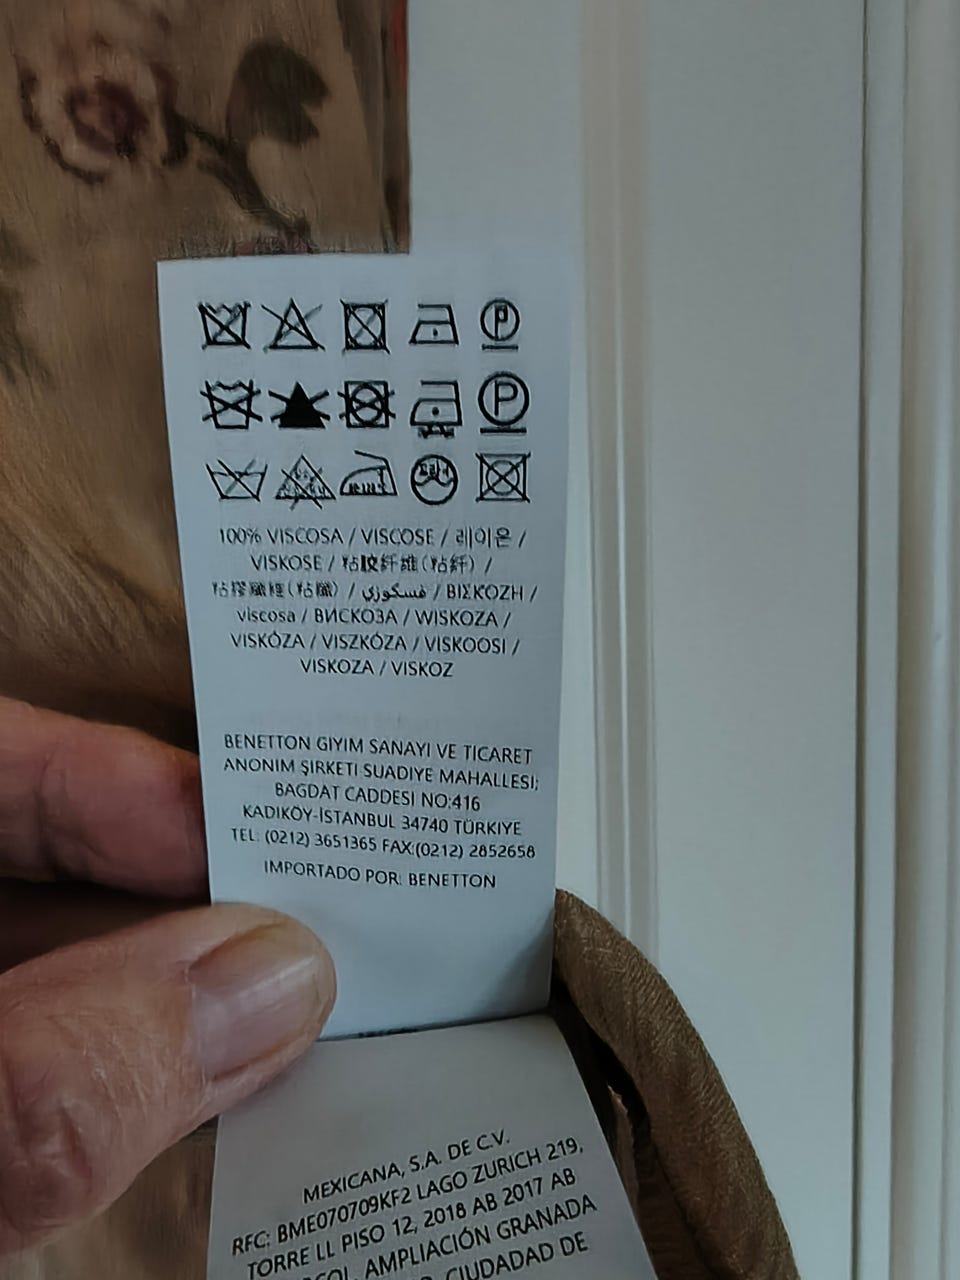 100% VISCOSA / VISCOSE / 레이온 /
VISKOSE / 粘胶纤维(粘纤) /
粘膠纖維(粘纖) / فسكوزي / ΒΙΣΚΟΖΗ /
viscosa / ВИСКОЗА / WISKOZA /
VISKÓZA / VISZKÓZA / VISKOOSI /
VISKOZA / VISKOZ
BENETTON GIYIM SANAYI VE TICARET
ANONIM ŞIRKETI SUADIYE MAHALLESI;
BAGDAT CADDESI NO:416
KADIKÖY-İSTANBUL 34740 TÜRKIYE
TEL: (0212) 3651365 FAX:(0212) 2852658
IMPORTADO POR: BENETTON
MEXICANA, S.A. DE C.V.
RFC: BME070709KF2 LAGO ZURICH 219,
TORRE LL PISO 12, 2018 AB 2017 AB
AMPLIACIÓN GRANADA
CIUDADAD DE